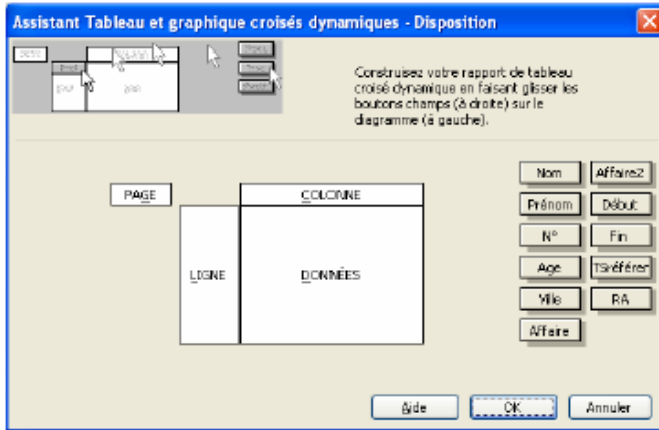 Assistant Tableau et graphique croisés dynamiques - Disposition
Construisez votre rapport de tableau
croisé dynamique en faisant glisser les
boutons champs (à droite) sur le
diagramme (à gauche).
PAGE
COLONNE
LIGNE
DONNÉES
Nom
Affaire2
Prénom
Début
N°
Fin
Age
TSréférer
Ville
RA
Affaire
Aide
OK
Annuler